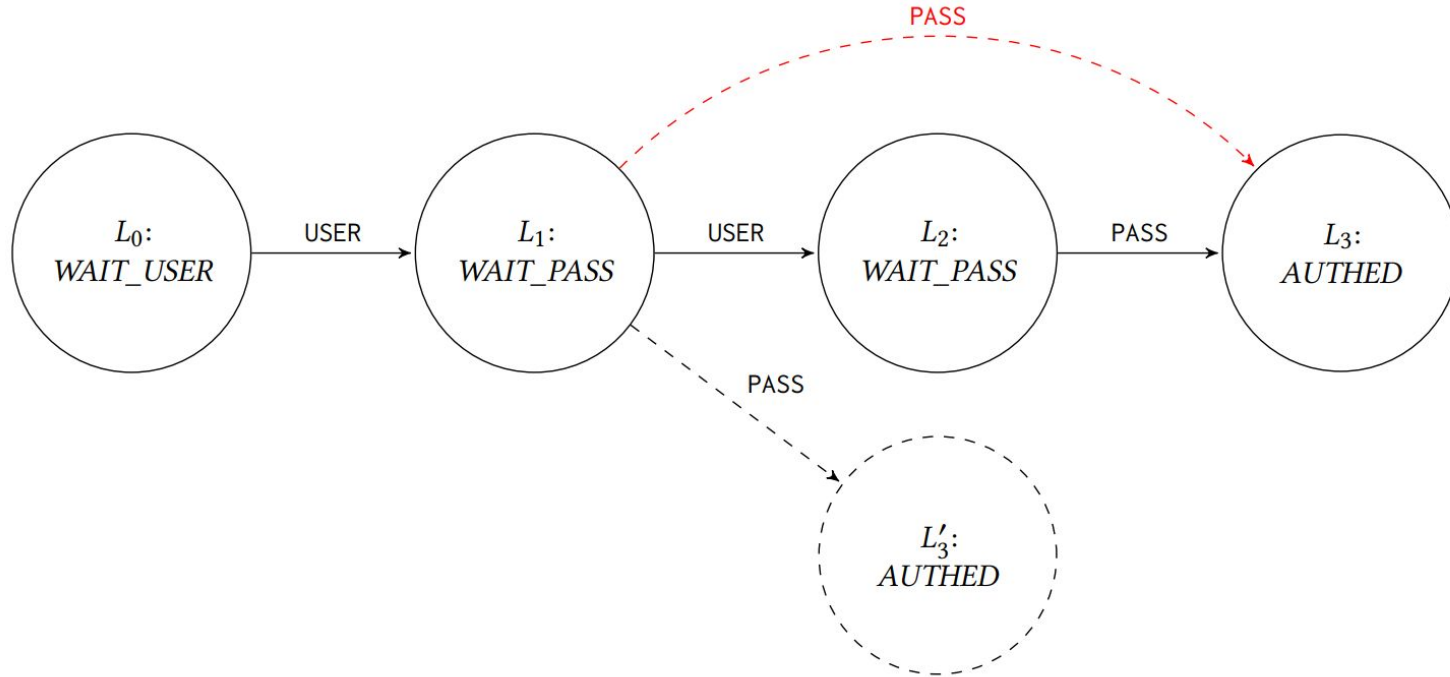 PASS
L₀:
WAIT_USER
USER
L₁:
WAIT_PASS
USER
L₂:
WAIT_PASS
PASS
L₃:
AUTHED
PASS
L′₃:
AUTHED